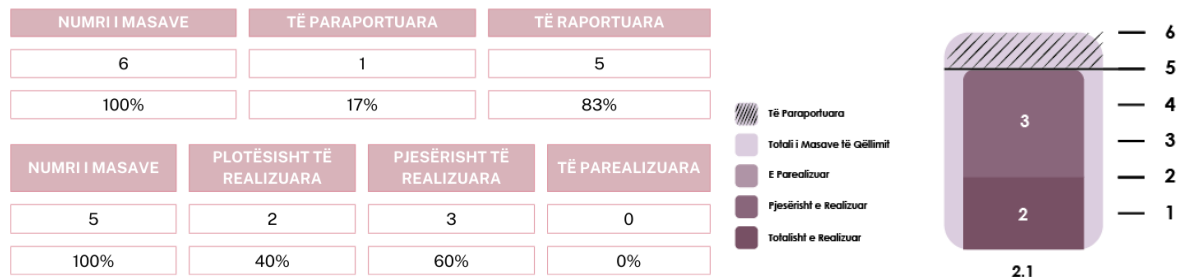 NUMRI I MASAVE
TË PARAPORTUARA
TË RAPORTUARA
6
1
5
100%
17%
83%
NUMRI I MASAVE
PLOTËSISHT TË
REALIZUARA
PJESËRISHT TË
REALIZUARA
TË PAREALIZUARA
5
2
3
0
100%
40%
60%
0%
Të Paraportuara
Totali i Masave të Qëllimit
E Parealizuar
Pjesërisht e Realizuar
Totalisht e Realizuar
3
2
2.1
6
5
4
3
2
1